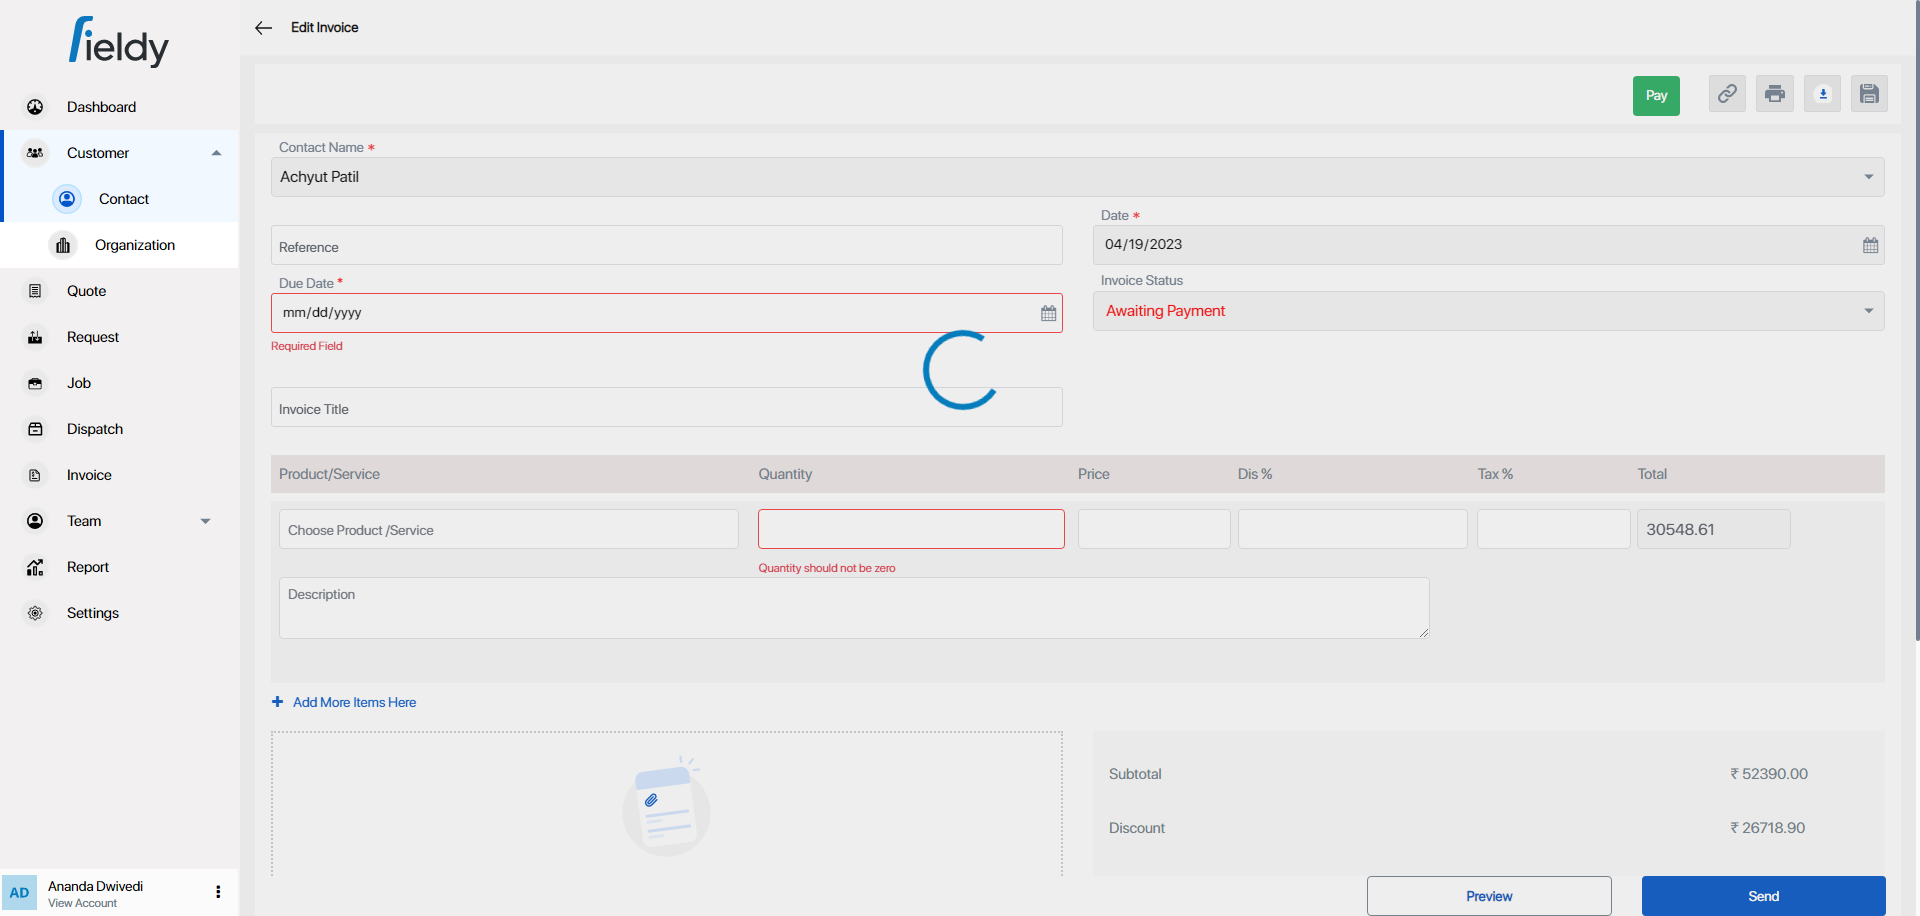 fieldy
Edit Invoice
Dashboard
Customer
Contact
Organization
Quote
Request
Job
Dispatch
Invoice
Team
Report
Settings
AD
Ananda Dwivedi
View Account
Pay
Contact Name *
Achyut Patil
Reference
Date *
04/19/2023
Due Date *
mm/dd/yyyy
Required Field
Invoice Status
Awaiting Payment
Invoice Title
Product/Service Quantity Price Dis % Tax % Total
Choose Product /Service 30548.61
Quantity should not be zero
Description
+ Add More Items Here
Subtotal ₹ 52390.00
Discount ₹ 26718.90
Preview Send